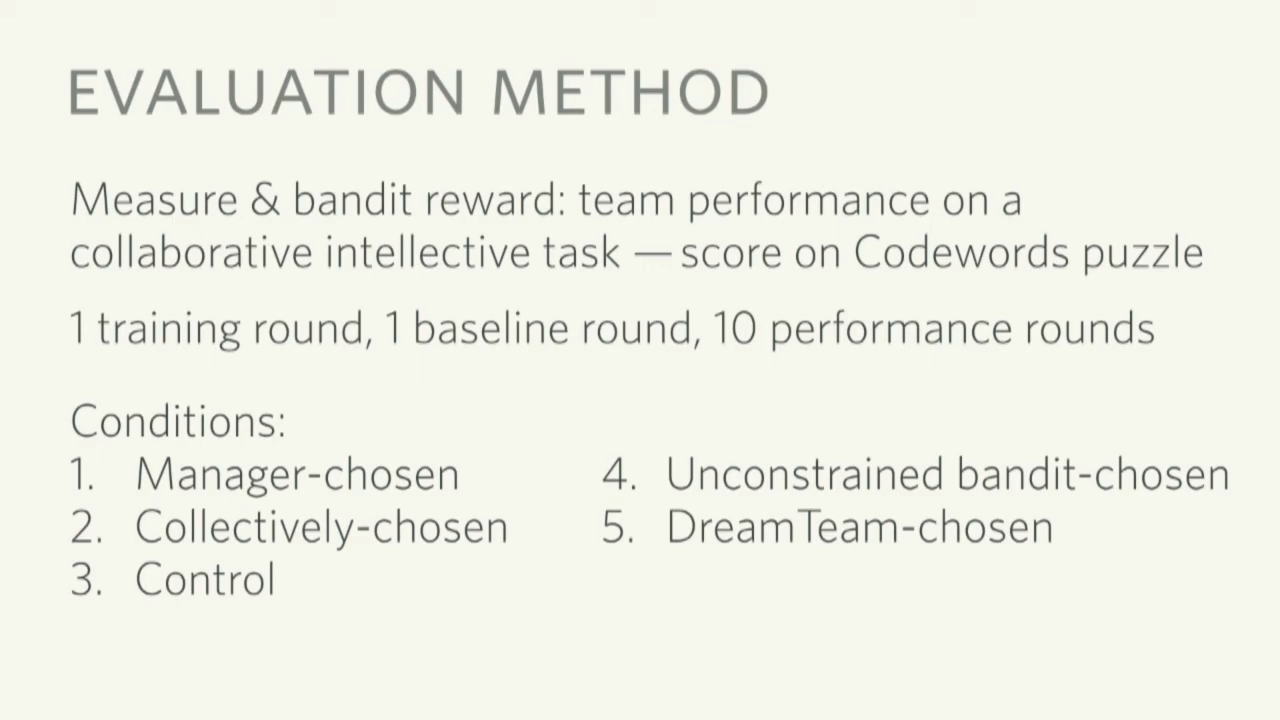 EVALUATION METHOD
Measure & bandit reward: team performance on a
collaborative intellective task — score on Codewords puzzle
1 training round, 1 baseline round, 10 performance rounds
Conditions:
1. Manager-chosen
2. Collectively-chosen
3. Control
4. Unconstrained bandit-chosen
5. DreamTeam-chosen